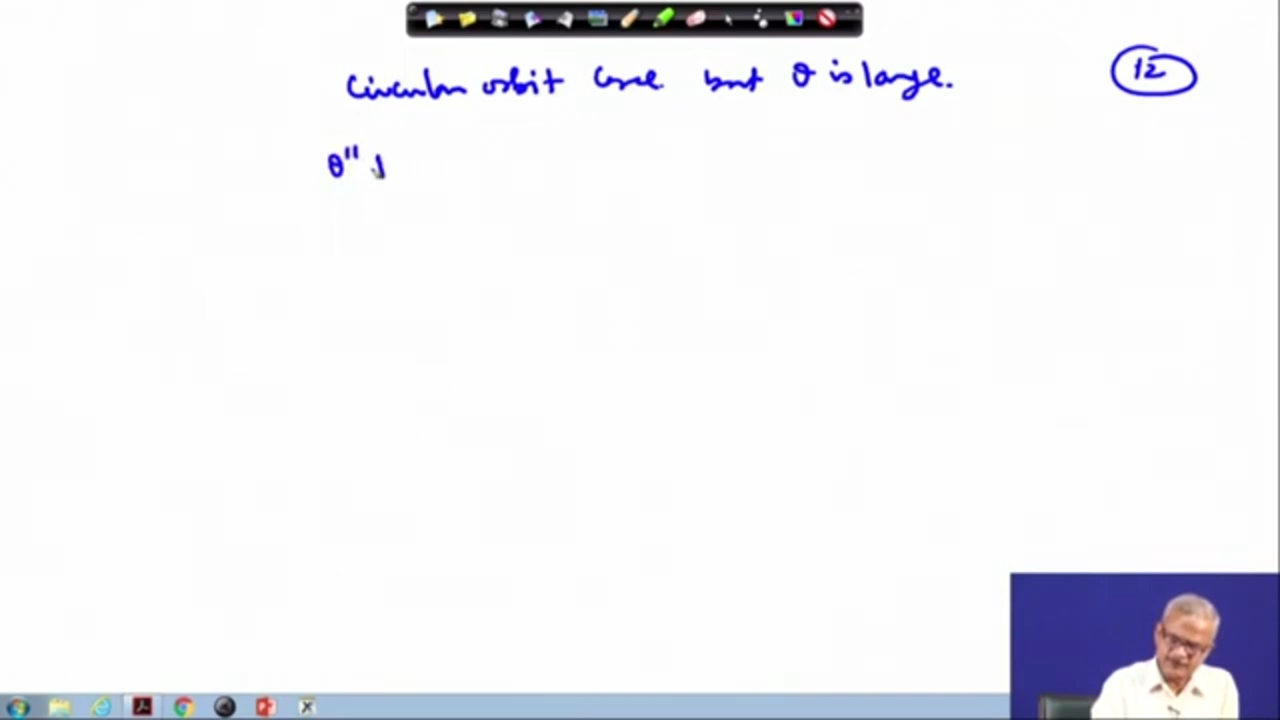 Circular orbit case but θ is large.
12
θ"